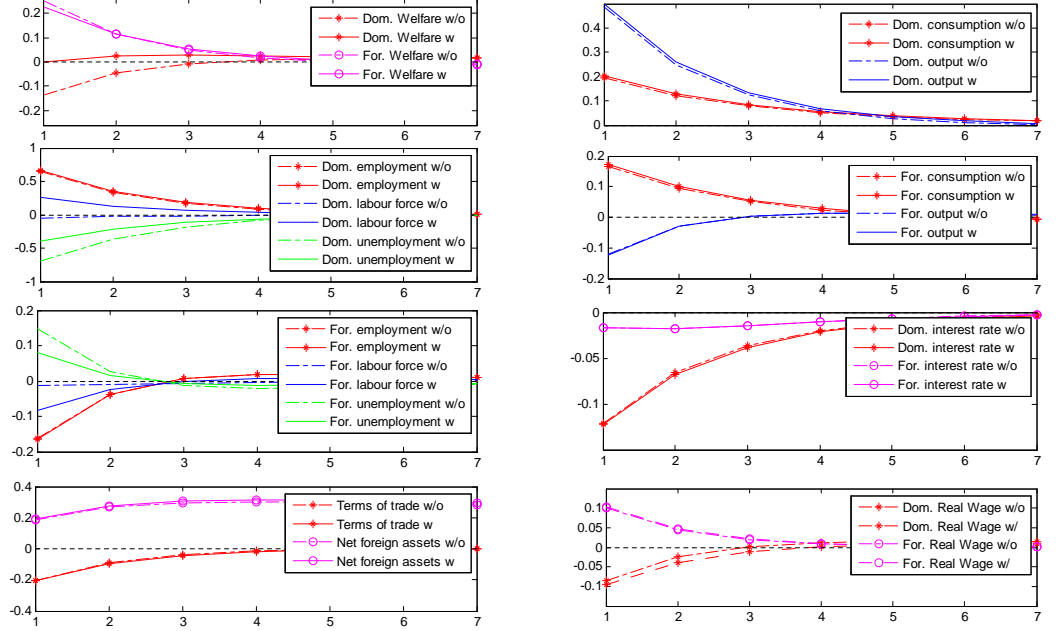 0.2
0.1
0
-0.1
-0.2
1
2
3
4
5
6
7
Dom. Welfare w/o
Dom. Welfare w
For. Welfare w/o
For. Welfare w
0.4
0.3
0.2
0.1
0
1
2
3
4
5
6
7
Dom. consumption w/o
Dom. consumption w
Dom. output w/o
Dom. output w
1
0.5
0
-0.5
-1
1
2
3
4
5
6
7
Dom. employment w/o
Dom. employment w
Dom. labour force w/o
Dom. labour force w
Dom. unemployment w/o
Dom. unemployment w
0.2
0.1
0
-0.1
-0.2
1
2
3
4
5
6
7
For. consumption w/o
For. consumption w
For. output w/o
For. output w
0.2
0.1
0
-0.1
-0.2
1
2
3
4
5
6
7
For. employment w/o
For. employment w
For. labour force w/o
For. labour force w
For. unemployment w/o
For. unemployment w
0
-0.05
-0.1
1
2
3
4
5
6
7
Dom. interest rate w/o
Dom. interest rate w
For. interest rate w/o
For. interest rate w
0.4
0.2
0
-0.2
-0.4
1
2
3
4
5
6
7
Terms of trade w/o
Terms of trade w
Net foreign assets w/o
Net foreign assets w
0.1
0.05
0
-0.05
-0.1
1
2
3
4
5
6
7
Dom. Real Wage w/o
Dom. Real Wage w/
For. Real Wage w/o
For. Real Wage w/